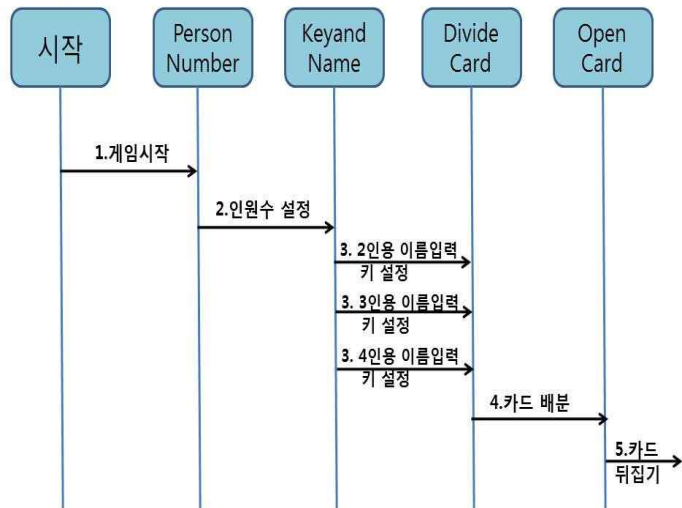 시작
Person
Number
Keyand
Name
Divide
Card
Open
Card
1.게임시작
2.인원수 설정
3. 2인용 이름입력
키 설정
3. 3인용 이름입력
키 설정
3. 4인용 이름입력
키 설정
4.카드 배분
5.카드
뒤집기